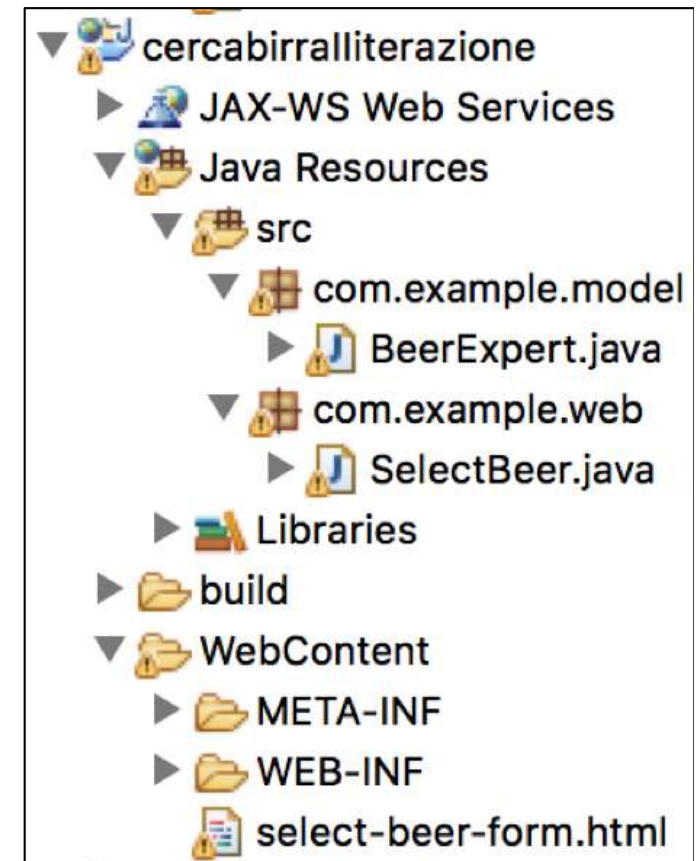 cercabirraIIiterazione
JAX-WS Web Services
Java Resources
src
com.example.model
BeerExpert.java
com.example.web
SelectBeer.java
Libraries
build
WebContent
META-INF
WEB-INF
select-beer-form.html